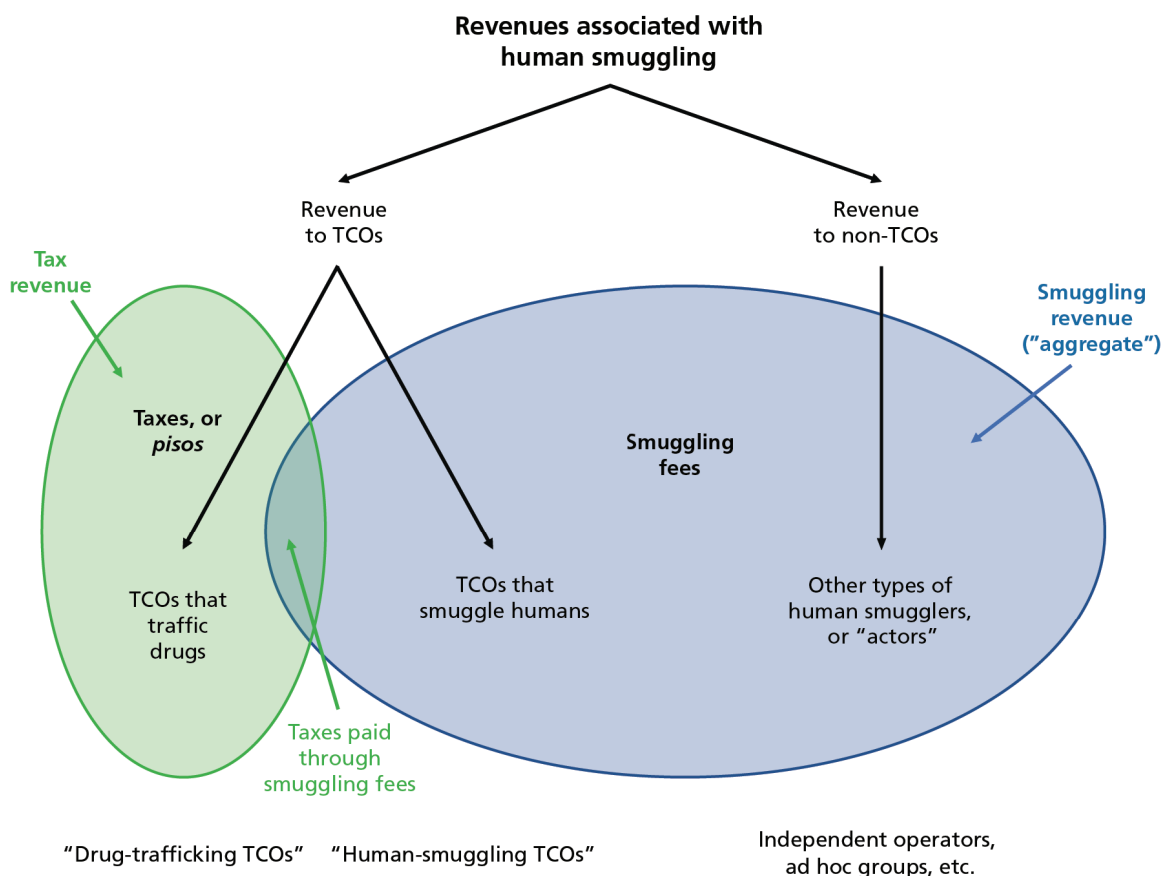 Revenues associated with
human smuggling
Revenue
to TCOs
Revenue
to non-TCOs
Tax
revenue
Smuggling
revenue
(”aggregate”)
Taxes, or
pisos
Smuggling
fees
TCOs that
traffic
drugs
TCOs that
smuggle humans
Other types of
human smugglers,
or “actors”
Taxes paid
through
smuggling fees
“Drug-trafficking TCOs”
“Human-smuggling TCOs”
Independent operators,
ad hoc groups, etc.